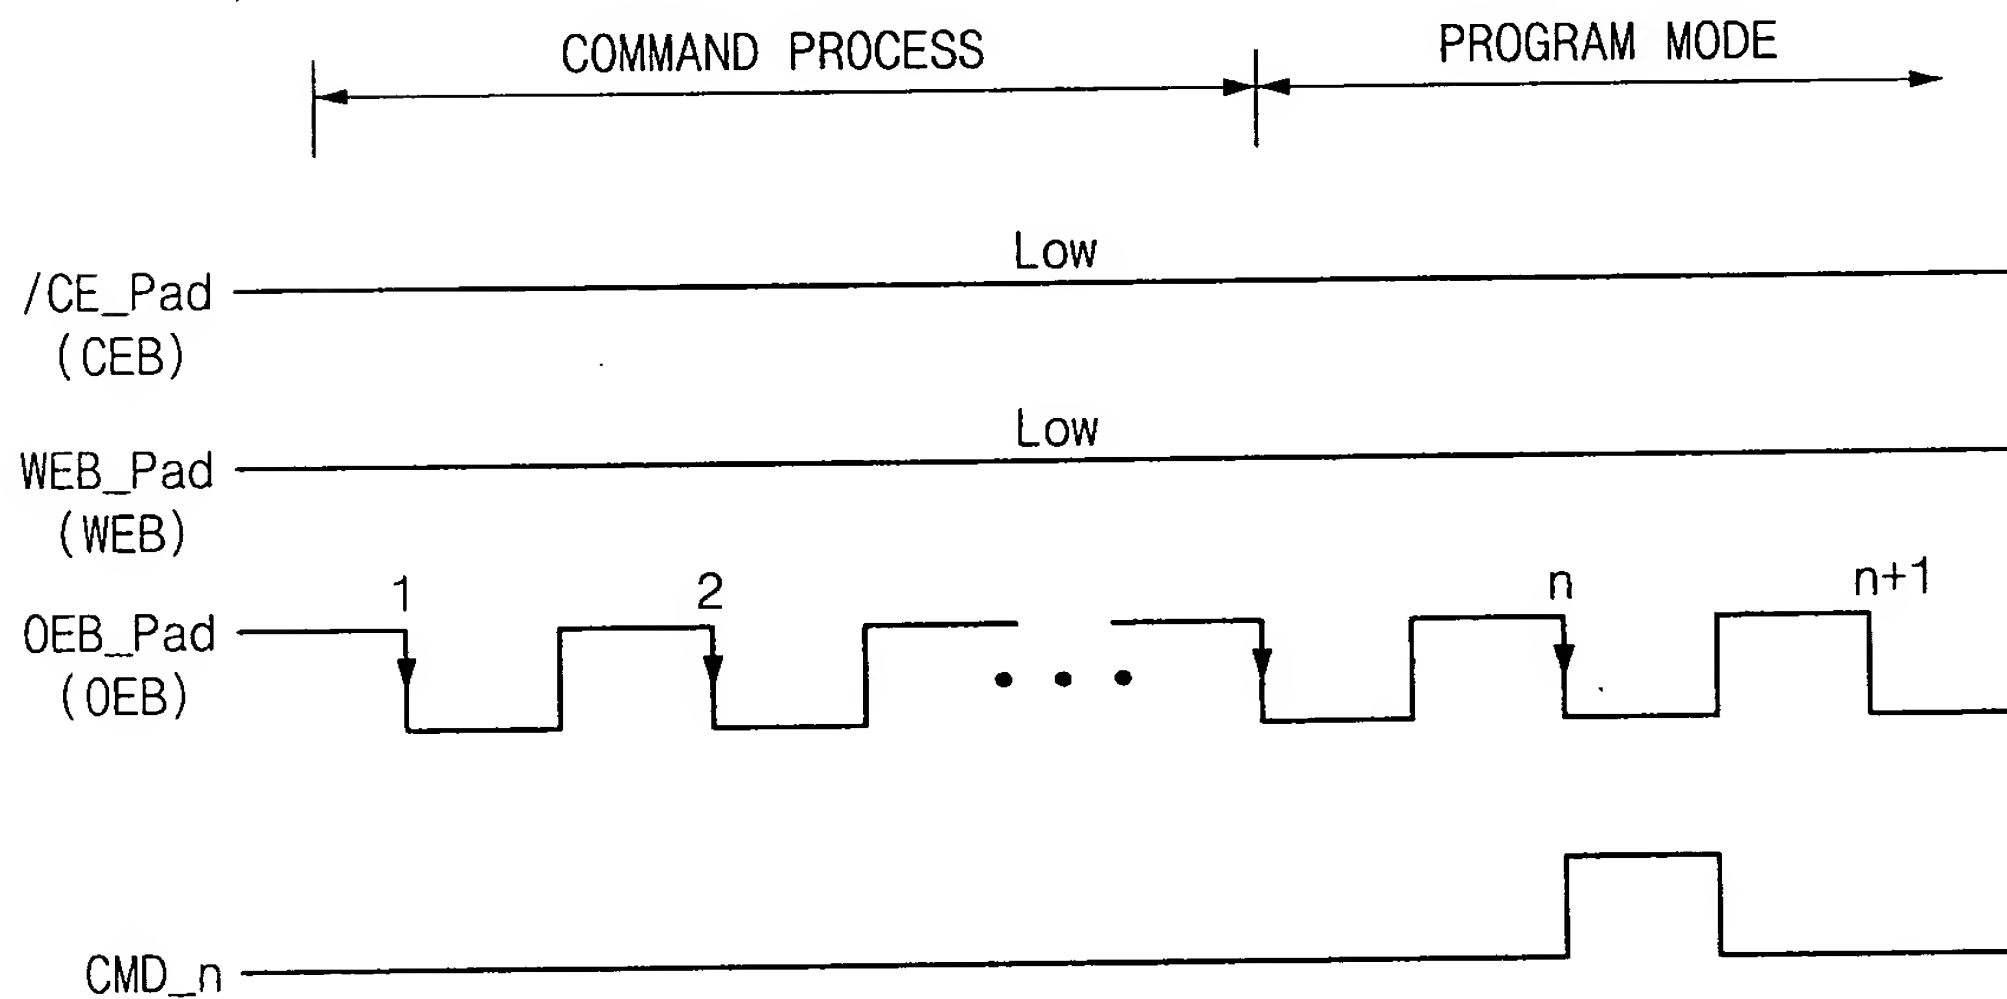 COMMAND PROCESS
PROGRAM MODE
Low
/CE_Pad
(CEB)
Low
WEB_Pad
(WEB)
1 2 n n+1
OEB_Pad
(OEB)
CMD_n